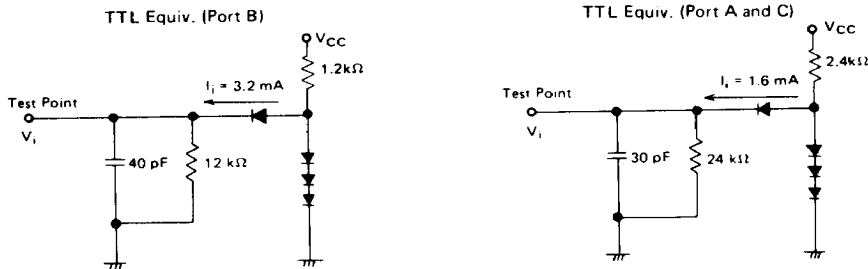 TTL Equiv. (Port B)
VCC
1.2kΩ
Ii = 3.2 mA
Test Point
Vi
40 pF
12 kΩ
TTL Equiv. (Port A and C)
VCC
2.4kΩ
Ii = 1.6 mA
Test Point
Vi
30 pF
24 kΩ